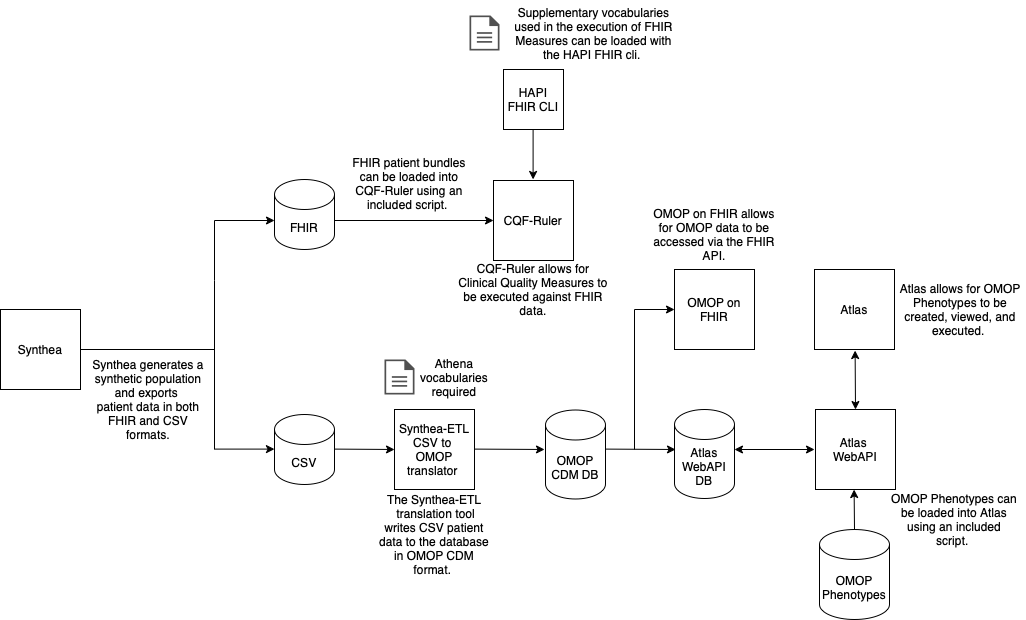 Supplementary vocabularies
used in the execution of FHIR
Measures can be loaded with
the HAPI FHIR cli.
HAPI
FHIR CLI
FHIR patient bundles
can be loaded into
CQF-Ruler using an
included script.
FHIR
CQF-Ruler
CQF-Ruler allows for
Clinical Quality Measures to
be executed against FHIR
data.
OMOP on FHIR allows
for OMOP data to be
accessed via the FHIR
API.
OMOP on
FHIR
Atlas
Atlas allows for OMOP
Phenotypes to be
created, viewed, and
executed.
Synthea
Synthea generates a
synthetic population
and exports
patient data in both
FHIR and CSV
formats.
Athena
vocabularies
required
CSV
Synthea-ETL
CSV to
OMOP
translator
The Synthea-ETL
translation tool
writes CSV patient
data to the database
in OMOP CDM
format.
OMOP
CDM DB
Atlas
WebAPI
DB
Atlas
WebAPI
OMOP Phenotypes can
be loaded into Atlas
using an included
script.
OMOP
Phenotypes